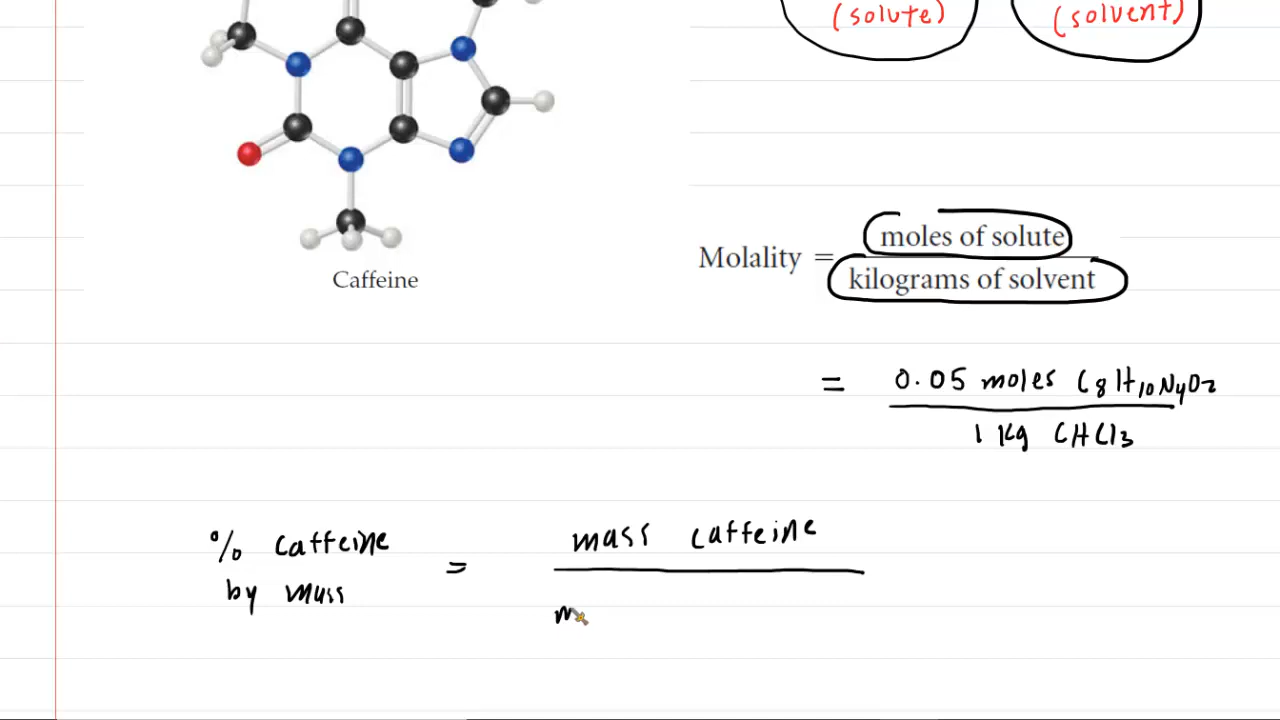 (solute) (solvent)
Molality = moles of solute
kilograms of solvent
Caffeine
= 0.05 moles C8H10N4O2
1 Kg CHCl3
% Caffeine = mass caffeine
by mass
m